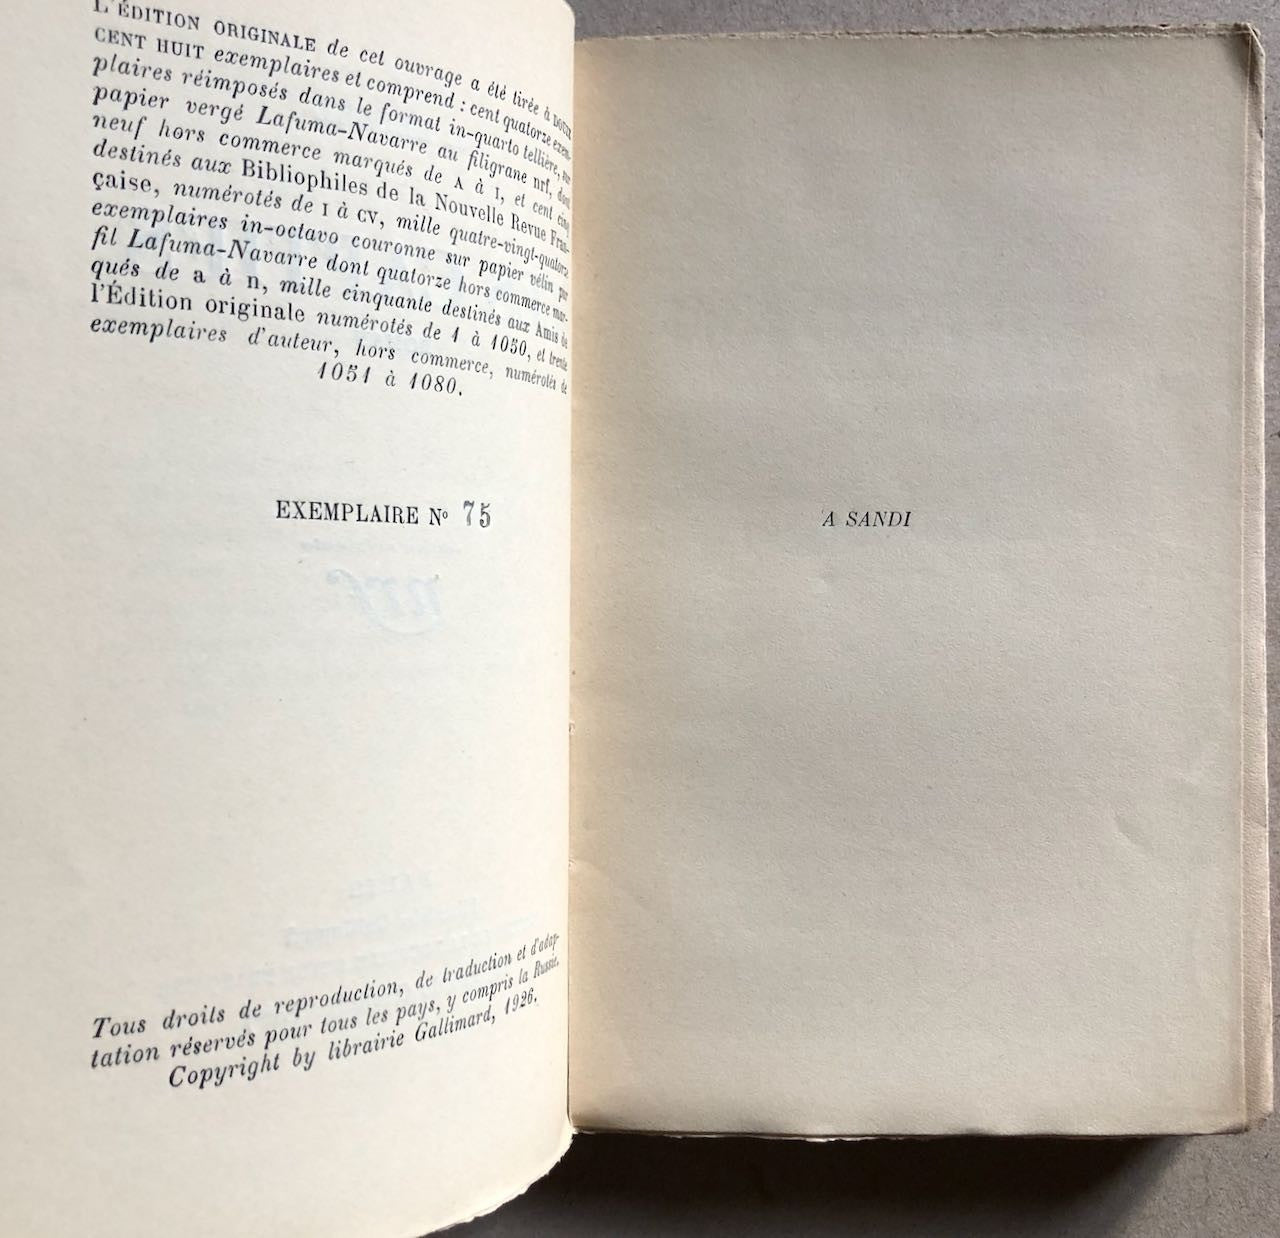 L'ÉDITION ORIGINALE de cet ouvrage a été tirée à DOUZE
CENT HUIT exemplaires et comprend : cent quatorze exem-
plaires réimposés dans le format in-quarto tellière, sur
papier vergé Lafuma-Navarre au filigrane nrf, dont
neuf hors commerce marqués de A à I, et cent cinq
destinés aux Bibliophiles de la Nouvelle Revue Fran-
çaise, numérotés de I à CV, mille quatre-vingt-quatorze
exemplaires in-octavo couronne sur papier vélin pur
fil Lafuma-Navarre dont quatorze hors commerce mar-
qués de a à n, mille cinquante destinés aux Amis de
l'Édition originale numérotés de 1 à 1050, et trente
exemplaires d'auteur, hors commerce, numérotés de
1051 à 1080.
EXEMPLAIRE Nº 75
Tous droits de reproduction, de traduction et d'adap-
tation réservés pour tous les pays, y compris la Russie.
Copyright by librairie Gallimard, 1926.
A SANDI